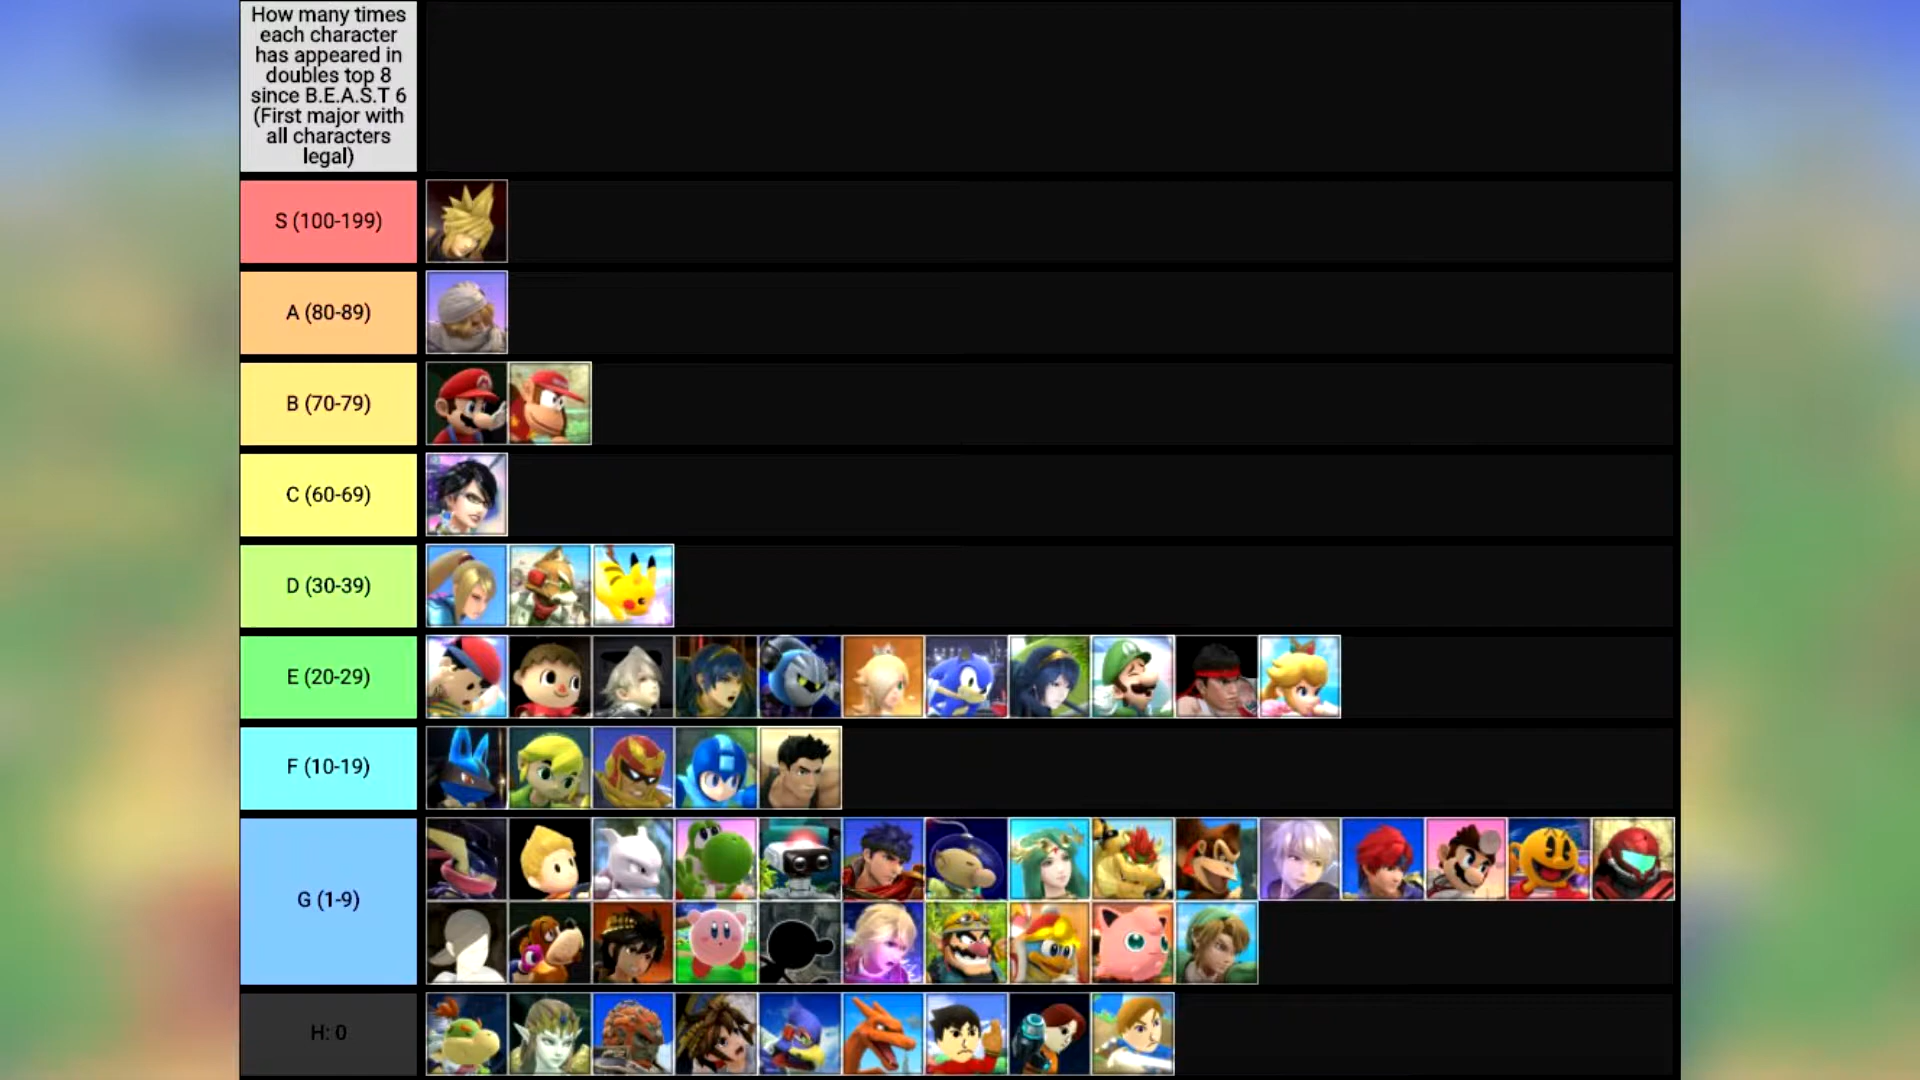 How many times
each character
has appeared in
doubles top 8
since B.E.A.S.T 6
(First major with
all characters
legal)
S (100-199)
A (80-89)
B (70-79)
C (60-69)
D (30-39)
E (20-29)
F (10-19)
G (1-9)
H: 0